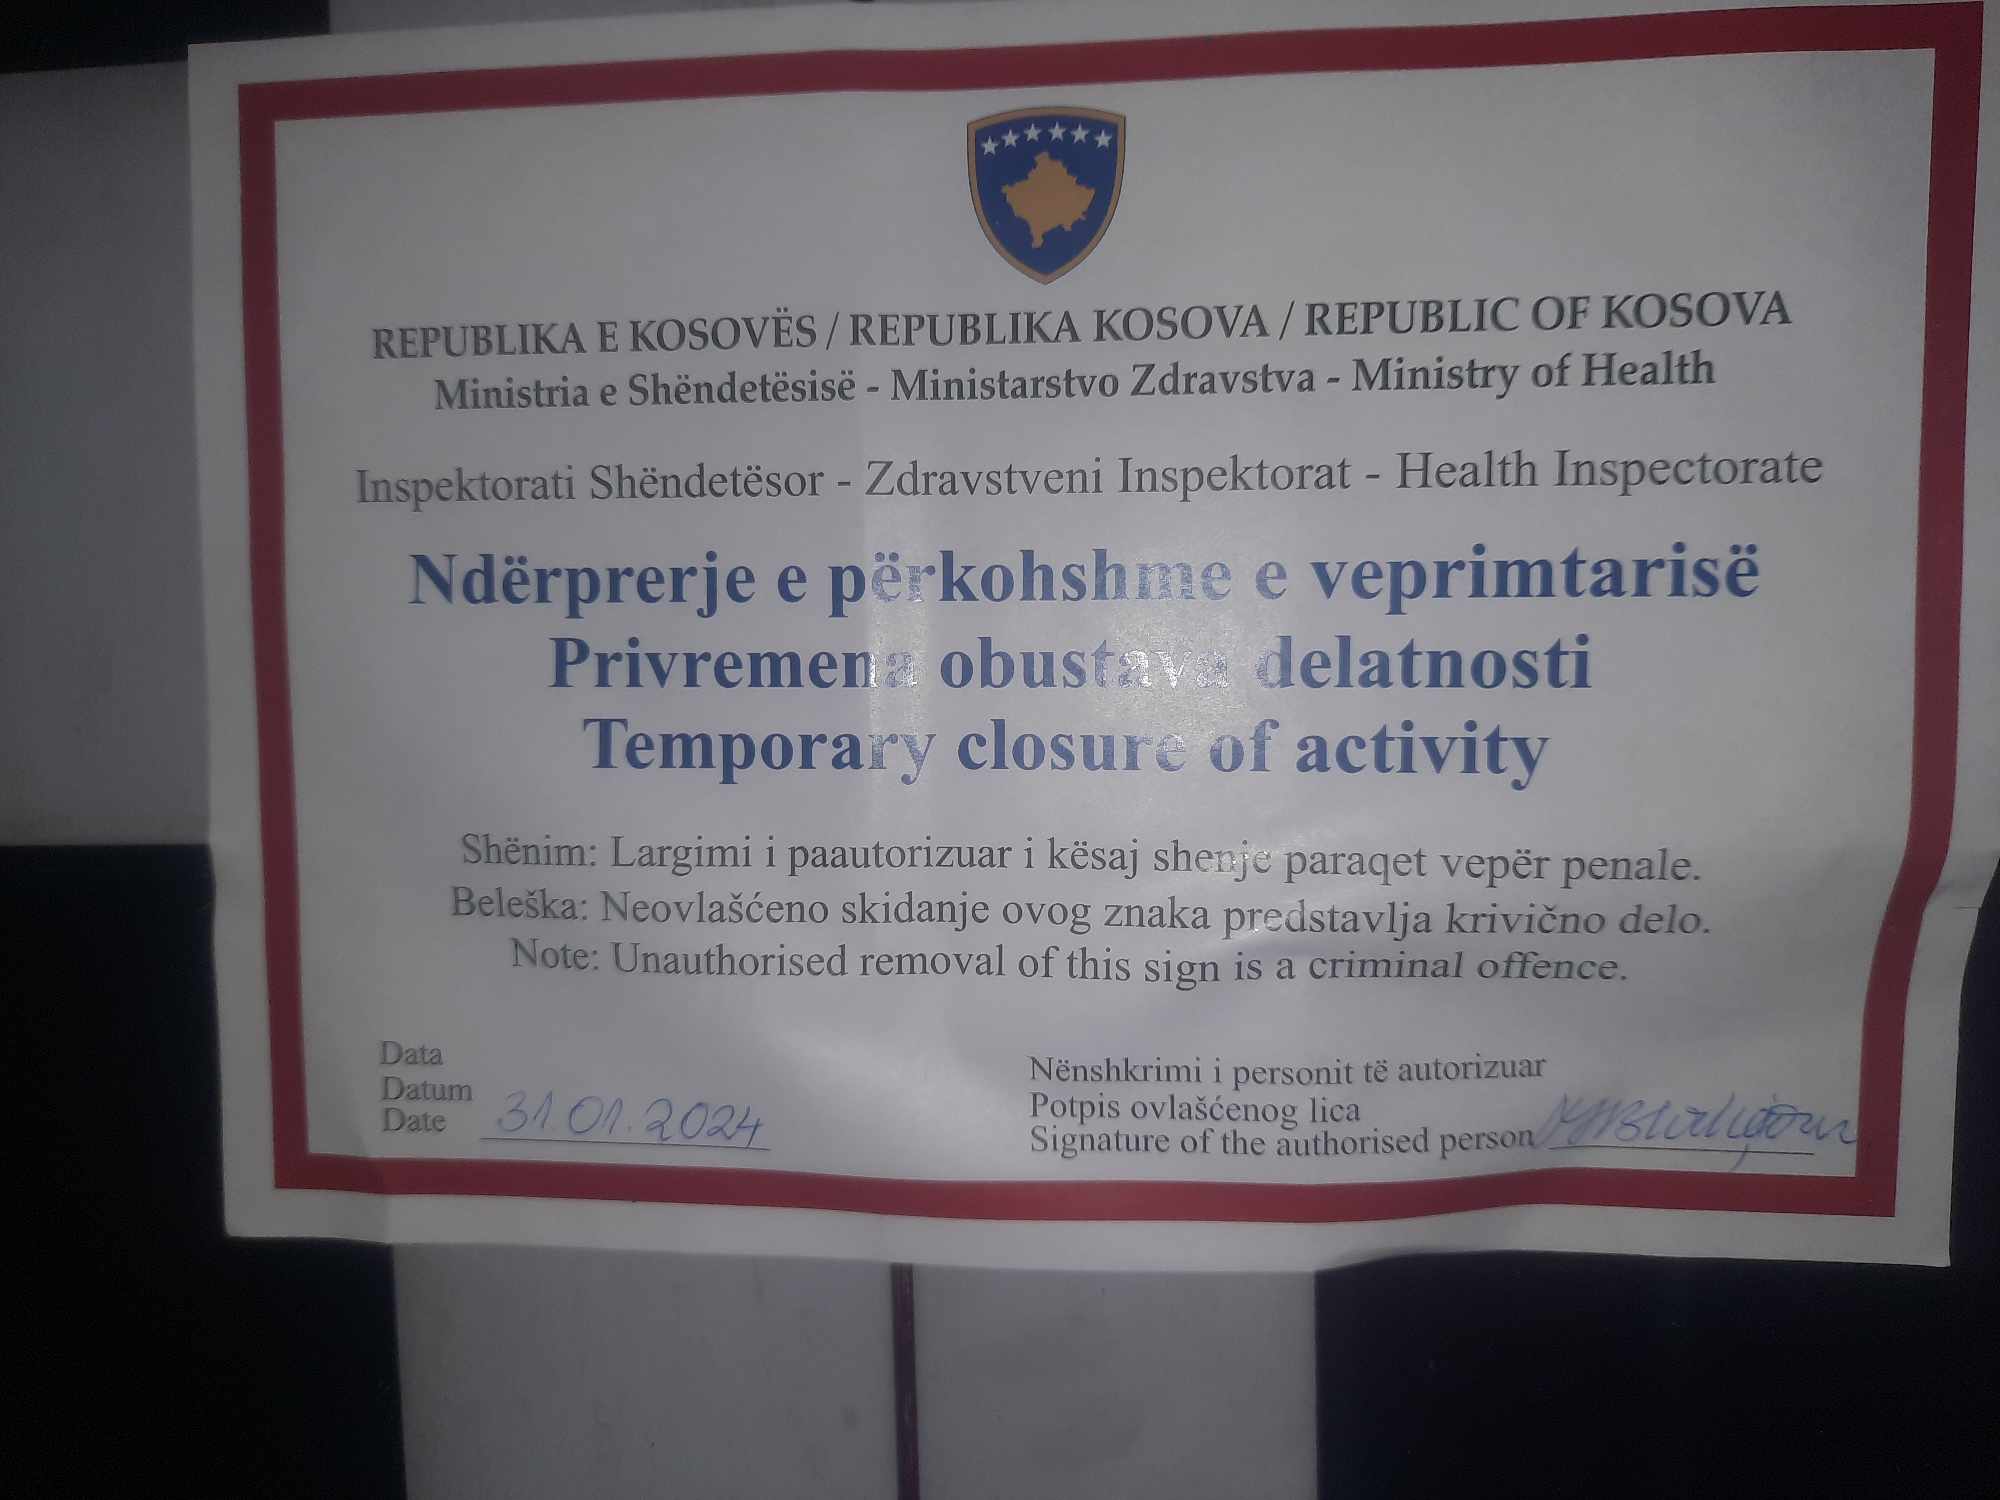 REPUBLIKA E KOSOVËS / REPUBLIKA KOSOVA / REPUBLIC OF KOSOVA
Ministria e Shëndetësisë - Ministarstvo Zdravstva - Ministry of Health
Inspektorati Shëndetësor - Zdravstveni Inspektorat - Health Inspectorate
Ndërprerje e përkohshme e veprimtarisë
Privremena obustava delatnosti
Temporary closure of activity
Shënim: Largimi i paautorizuar i kësaj shenje paraqet vepër penale.
Beleška: Neovlašćeno skidanje ovog znaka predstavlja krivično delo.
Note: Unauthorised removal of this sign is a criminal offence.
Data
Datum
Date 31.01.2024
Nënshkrimi i personit të autorizuar
Potpis ovlašćenog lica
Signature of the authorised person